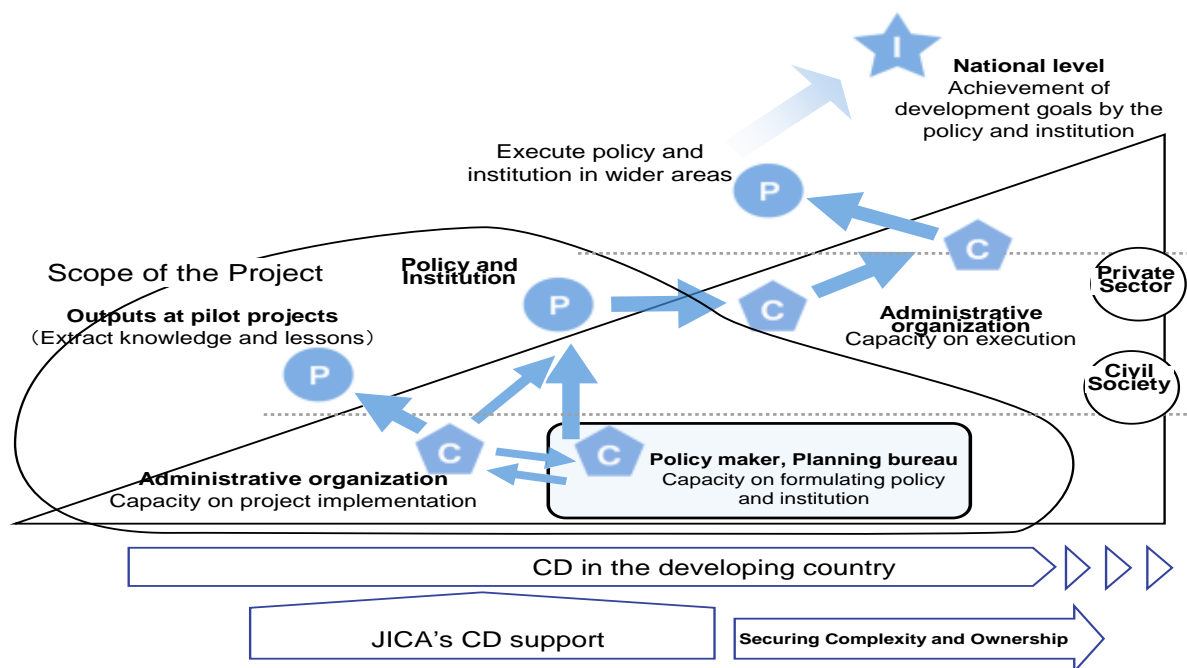 I
National level
Achievement of
development goals by the
policy and institution
Execute policy and
institution in wider areas
P
C
Scope of the Project
Policy and
Institution
P
C
Private
Sector
Outputs at pilot projects
（Extract knowledge and lessons）
Administrative
organization
Capacity on execution
P
Civil
Society
C
C
Administrative organization
Capacity on project implementation
Policy maker, Planning bureau
Capacity on formulating policy
and institution
CD in the developing country
JICA's CD support
Securing Complexity and Ownership